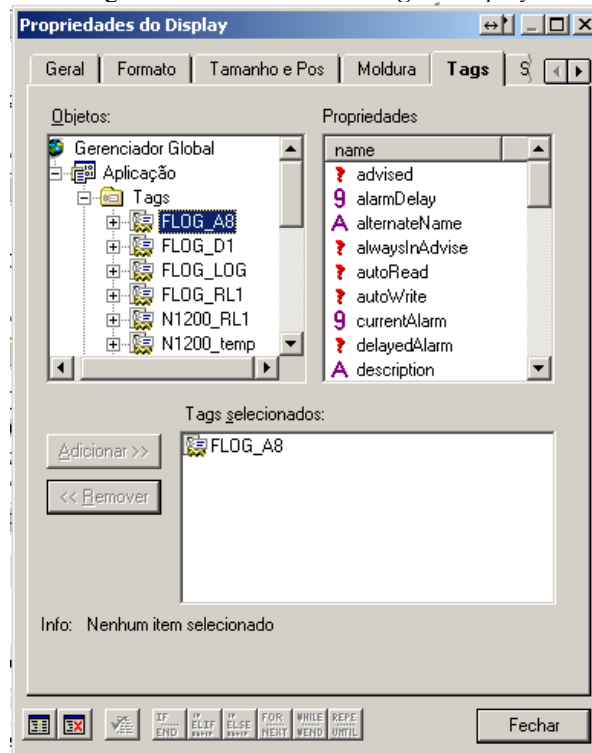 Propriedades do Display
Geral Formato Tamanho e Pos Moldura Tags S
Objetos:
Gerenciador Global
Aplicação
Tags
FLOG_A8
FLOG_D1
FLOG_LOG
FLOG_RL1
N1200_RL1
N1200_temp
Propriedades
name
advised
alarmDelay
alternateName
alwaysInAdvise
autoRead
autoWrite
currentAlarm
delayedAlarm
description
Adicionar >>
<< Remover
Tags selecionados:
FLOG_A8
Info: Nenhum item selecionado
IF END
IF ELIF
IF ELSE
FOR NEXT
WHILE WEND
REPE UNTIL
Fechar